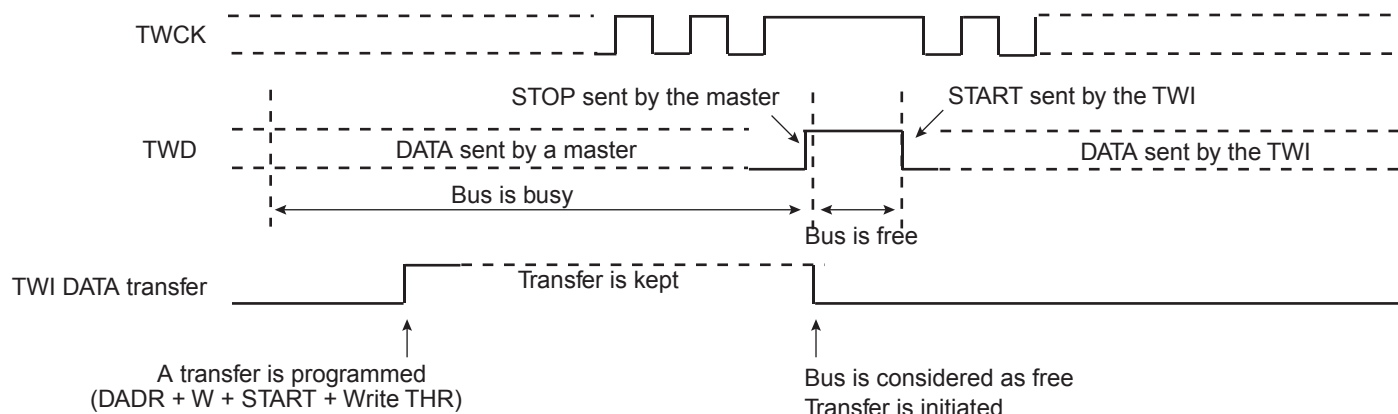 TWCK
STOP sent by the master
START sent by the TWI
TWD
DATA sent by a master
DATA sent by the TWI
Bus is busy
Bus is free
TWI DATA transfer
Transfer is kept
A transfer is programmed
(DADR + W + START + Write THR)
Bus is considered as free
Transfer is initiated